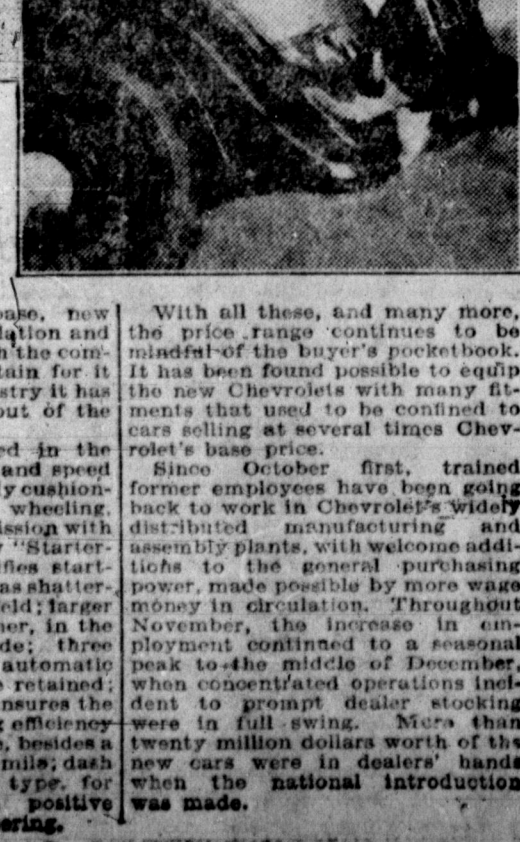 base, new
lation and
h the com-
tain for it
stry it has
out of the
ed in the
and speed
ly cushion-
wheeling,
ission with
"Starter-
fies start-
as shatter-
eld; larger
ner, in the
de; three
automatic
retained;
nsures the
g efficiency
e, besides a
mile; dash
type, for
positive
ering.
With all these, and many more,
the price range continues to be
mindful of the buyer's pocketbook.
It has been found possible to equip
the new Chevrolets with many fit-
ments that used to be confined to
cars selling at several times Chev-
rolet's base price.
Since October first, trained
former employees have been going
back to work in Chevrolet's widely
distributed manufacturing and
assembly plants, with welcome addi-
tions to the general purchasing
power, made possible by more wage
money in circulation. Throughout
November, the increase in em-
ployment continued to a seasonal
peak to the middle of December,
when concentrated operations inci-
dent to prompt dealer stocking
were in full swing. More than
twenty million dollars worth of the
new cars were in dealers' hands
when the national introduction
was made.